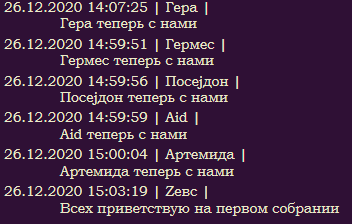 26.12.2020 14:07:25 | Гера |
Гера теперь с нами
26.12.2020 14:59:51 | Гермес |
Гермес теперь с нами
26.12.2020 14:59:56 | Посејдон |
Посејдон теперь с нами
26.12.2020 14:59:59 | Aid |
Aid теперь с нами
26.12.2020 15:00:04 | Артемида |
Артемида теперь с нами
26.12.2020 15:03:19 | Zевс |
Всех приветствую на первом собрании